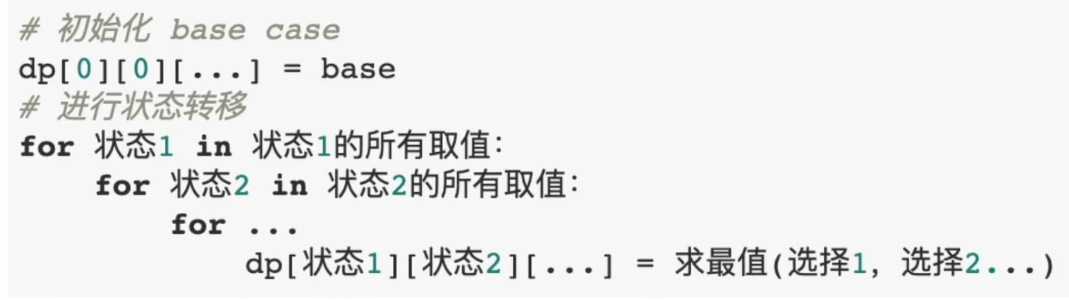 # 初始化 base case
dp[0][0][...] = base
# 进行状态转移
for 状态1 in 状态1的所有取值:
    for 状态2 in 状态2的所有取值:
        for ...
            dp[状态1][状态2][...] = 求最值(选择1, 选择2...)